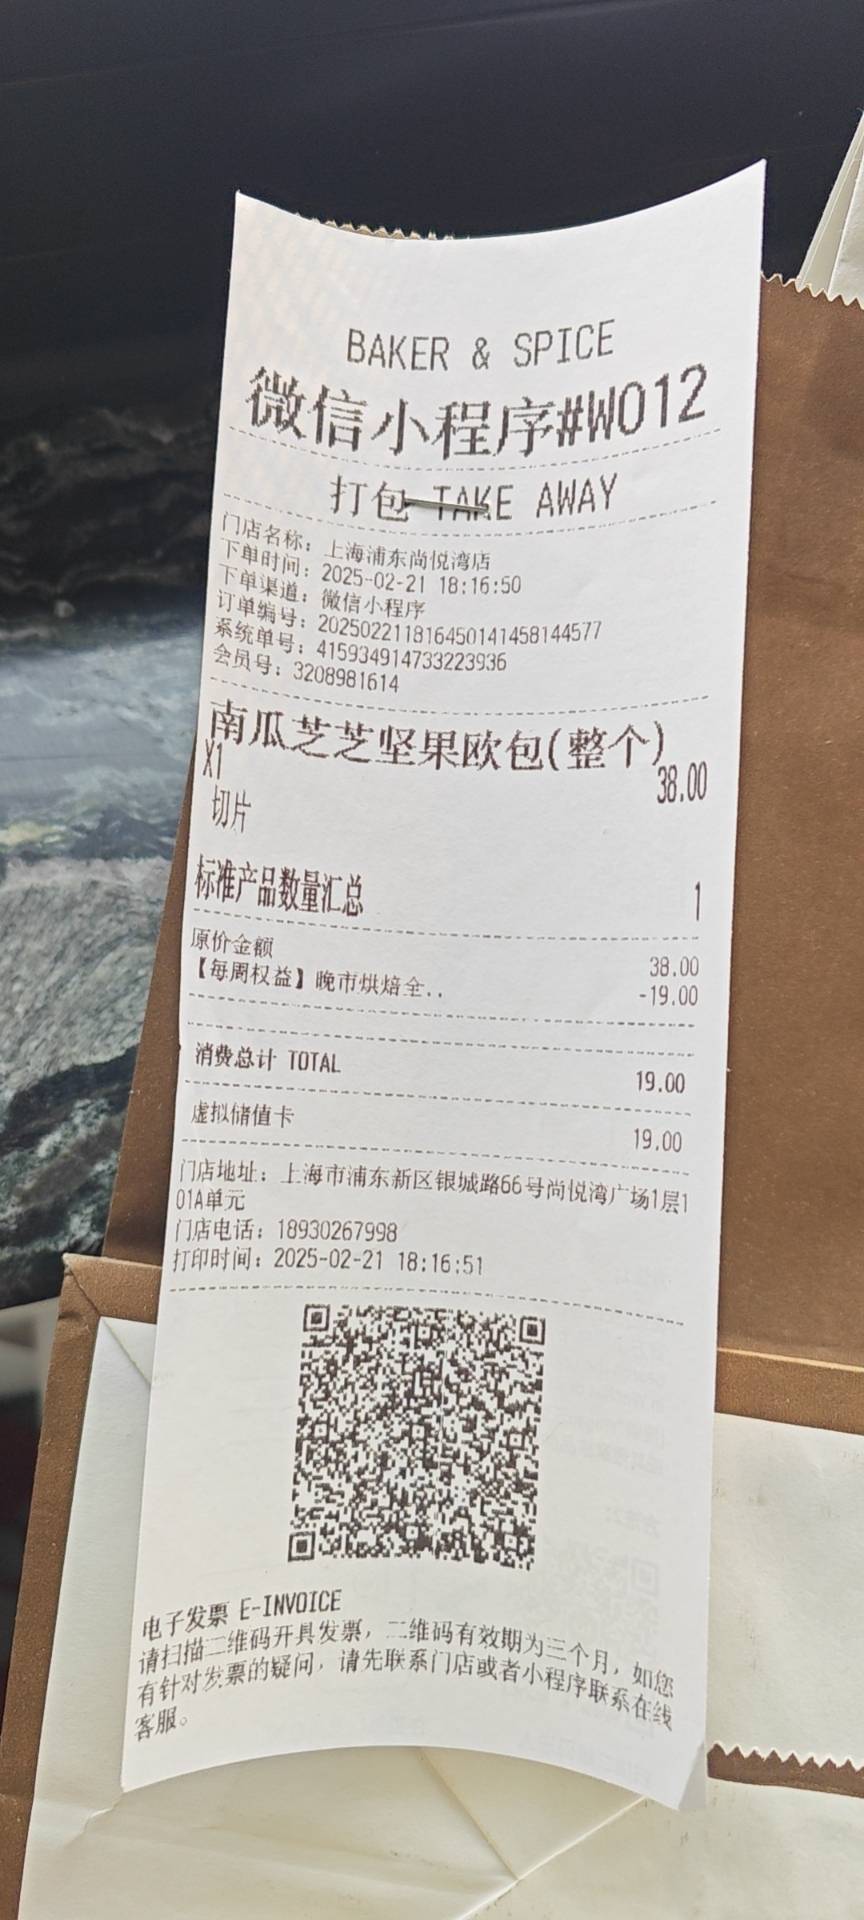 BAKER & SPICE
微信小程序#W012
打包 TAKE AWAY
门店名称：上海浦东尚悦湾店
下单时间：2025-02-21 18:16:50
下单渠道：微信小程序
订单编号：2025022118164501414581445​77
系统单号：415934914733223936
会员号：3208981614
南瓜芝芝坚果欧包(整个)
X1 38.00
切片
标准产品数量汇总 1
原价金额 38.00
【每周权益】晚市烘焙全.. -19.00
消费总计 TOTAL 19.00
虚拟储值卡 19.00
门店地址：上海市浦东新区银城路66号尚悦湾广场1层1
01A单元
门店电话：18930267998
打印时间：2025-02-21 18:16:51
电子发票 E-INVOICE
请扫描二维码开具发票，二维码有效期为三个月，如您
有针对发票的疑问，请先联系门店或者小程序联系在线
客服。